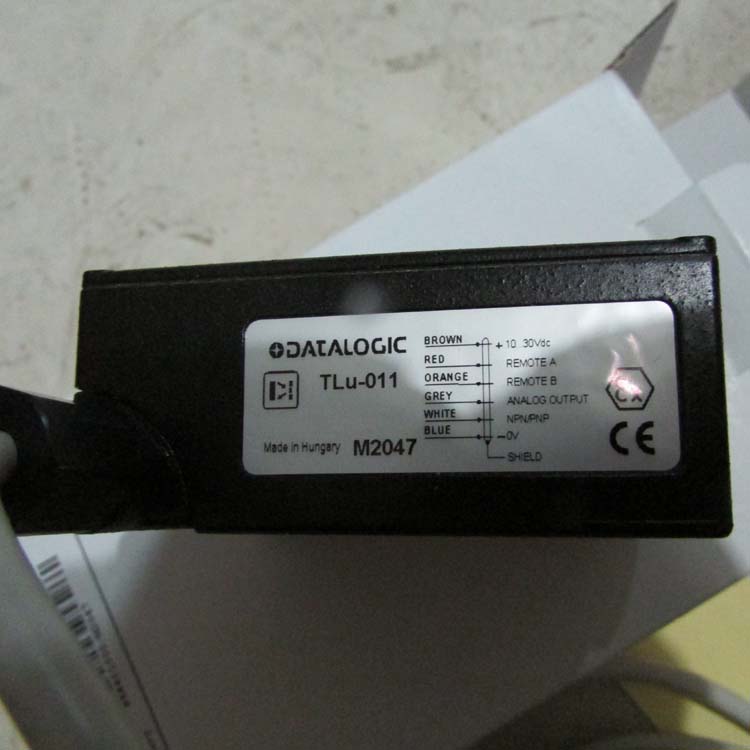 DATALOGIC
TLu-011
Made in Hungary M2047
BROWN + 10 30Vdc
RED REMOTE A
ORANGE REMOTE B
GREY ANALOG OUTPUT
WHITE NPN/PNP
BLUE -0V
SHIELD
CE